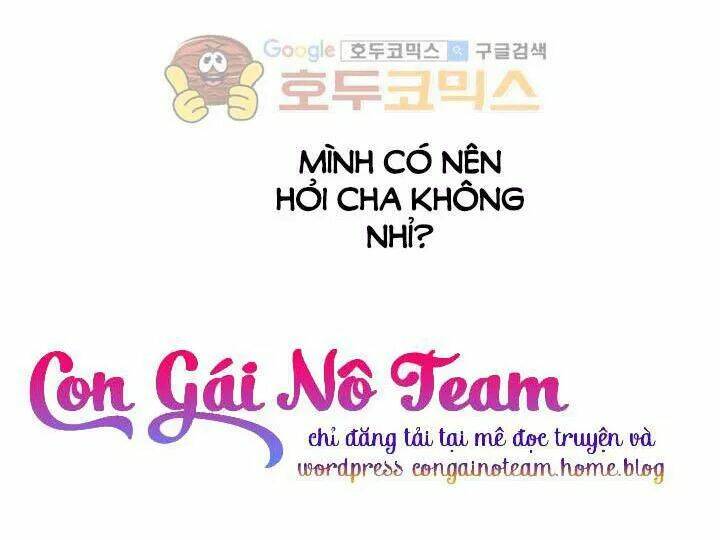 Google 호두코믹스 구글검색
호두코믹스
MÌNH CÓ NÊN
HỎI CHA KHÔNG
NHỈ?
Con Gái Nô Team
chỉ đăng tải tại mê đọc truyện và
wordpress congainoteam.home.blog